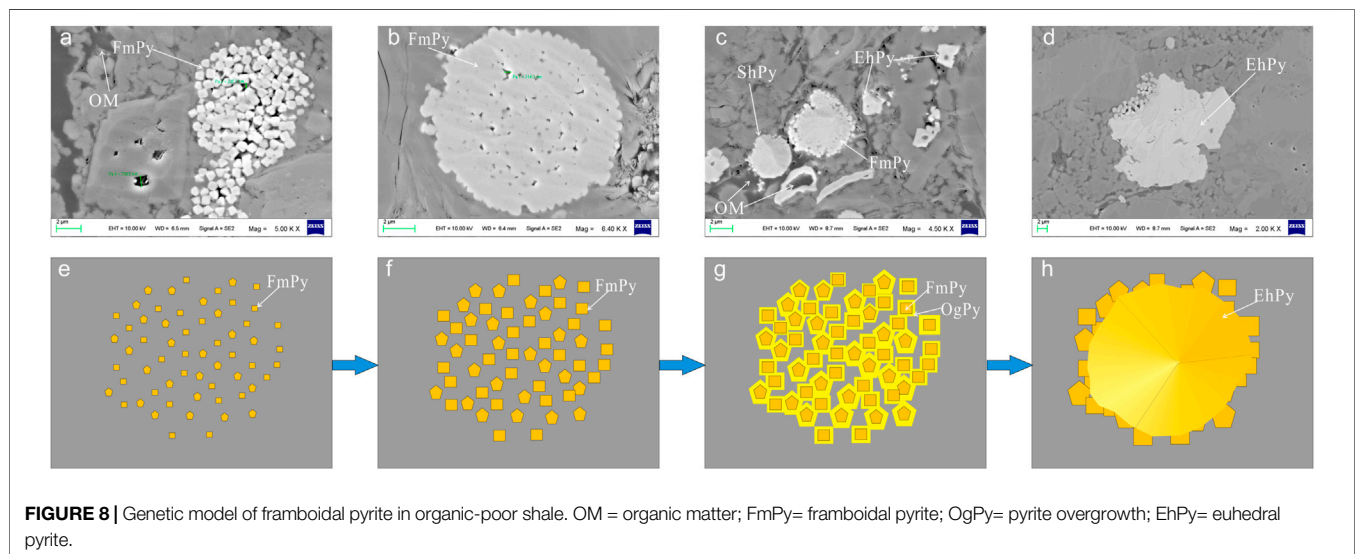 a
FmPy
OM
2 µm
EHT = 10.00 kV
WD = 6.5 mm
Signal A = SE2
Mag = 5.00 K X
ZEISS
b
FmPy
2 µm
EHT = 10.00 kV
WD = 6.4 mm
Signal A = SE2
Mag = 6.40 K X
ZEISS
c
EhPy
ShPy
FmPy
OM
2 µm
EHT = 10.00 kV
WD = 8.7 mm
Signal A = SE2
Mag = 4.50 K X
ZEISS
d
EhPy
2 µm
EHT = 10.00 kV
WD = 8.7 mm
Signal A = SE2
Mag = 2.00 K X
ZEISS
e
FmPy
f
FmPy
g
FmPy
OgPy
h
EhPy
FIGURE 8 | Genetic model of framboidal pyrite in organic-poor shale. OM = organic matter; FmPy= framboidal pyrite; OgPy= pyrite overgrowth; EhPy= euhedral
pyrite.